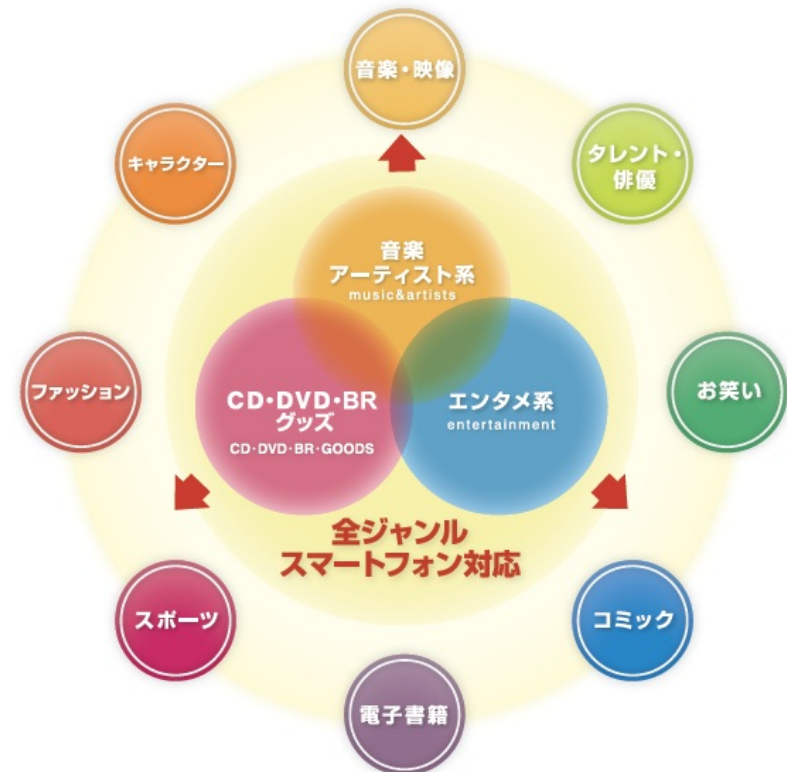 音楽・映像
キャラクター
タレント・
俳優
音楽
アーティスト系
music&artists
ファッション
CD・DVD・BR
グッズ
CD・DVD・BR・GOODS
エンタメ系
entertainment
お笑い
全ジャンル
スマートフォン対応
スポーツ
コミック
電子書籍